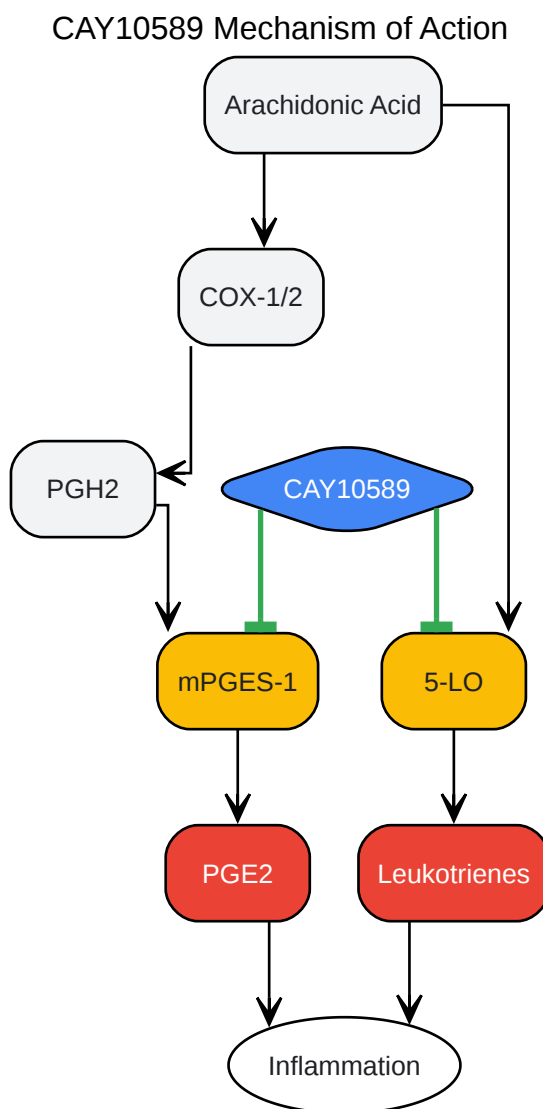 CAY10589 Mechanism of Action
Arachidonic Acid
COX-1/2
PGH2
CAY10589
mPGES-1
5-LO
PGE2
Leukotrienes
Inflammation